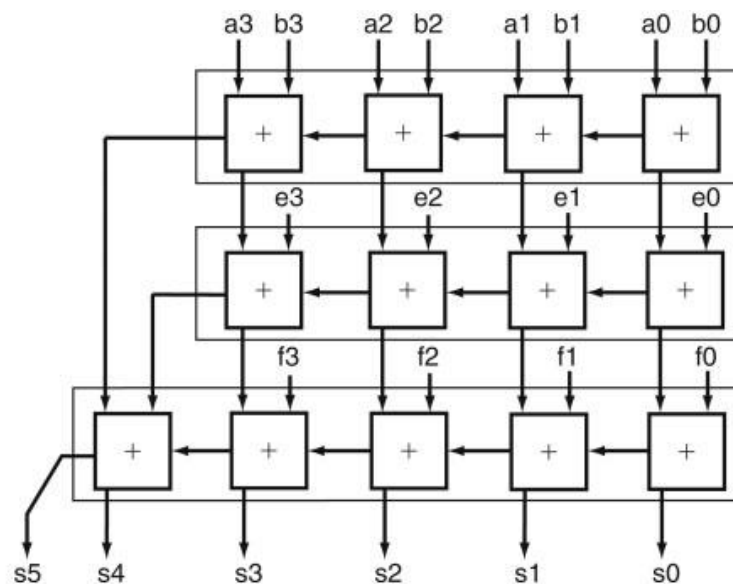 a3 b3 a2 b2 a1 b1 a0 b0
+ + + +
e3 e2 e1 e0
+ + + +
f3 f2 f1 f0
+ + + + +
s5 s4 s3 s2 s1 s0